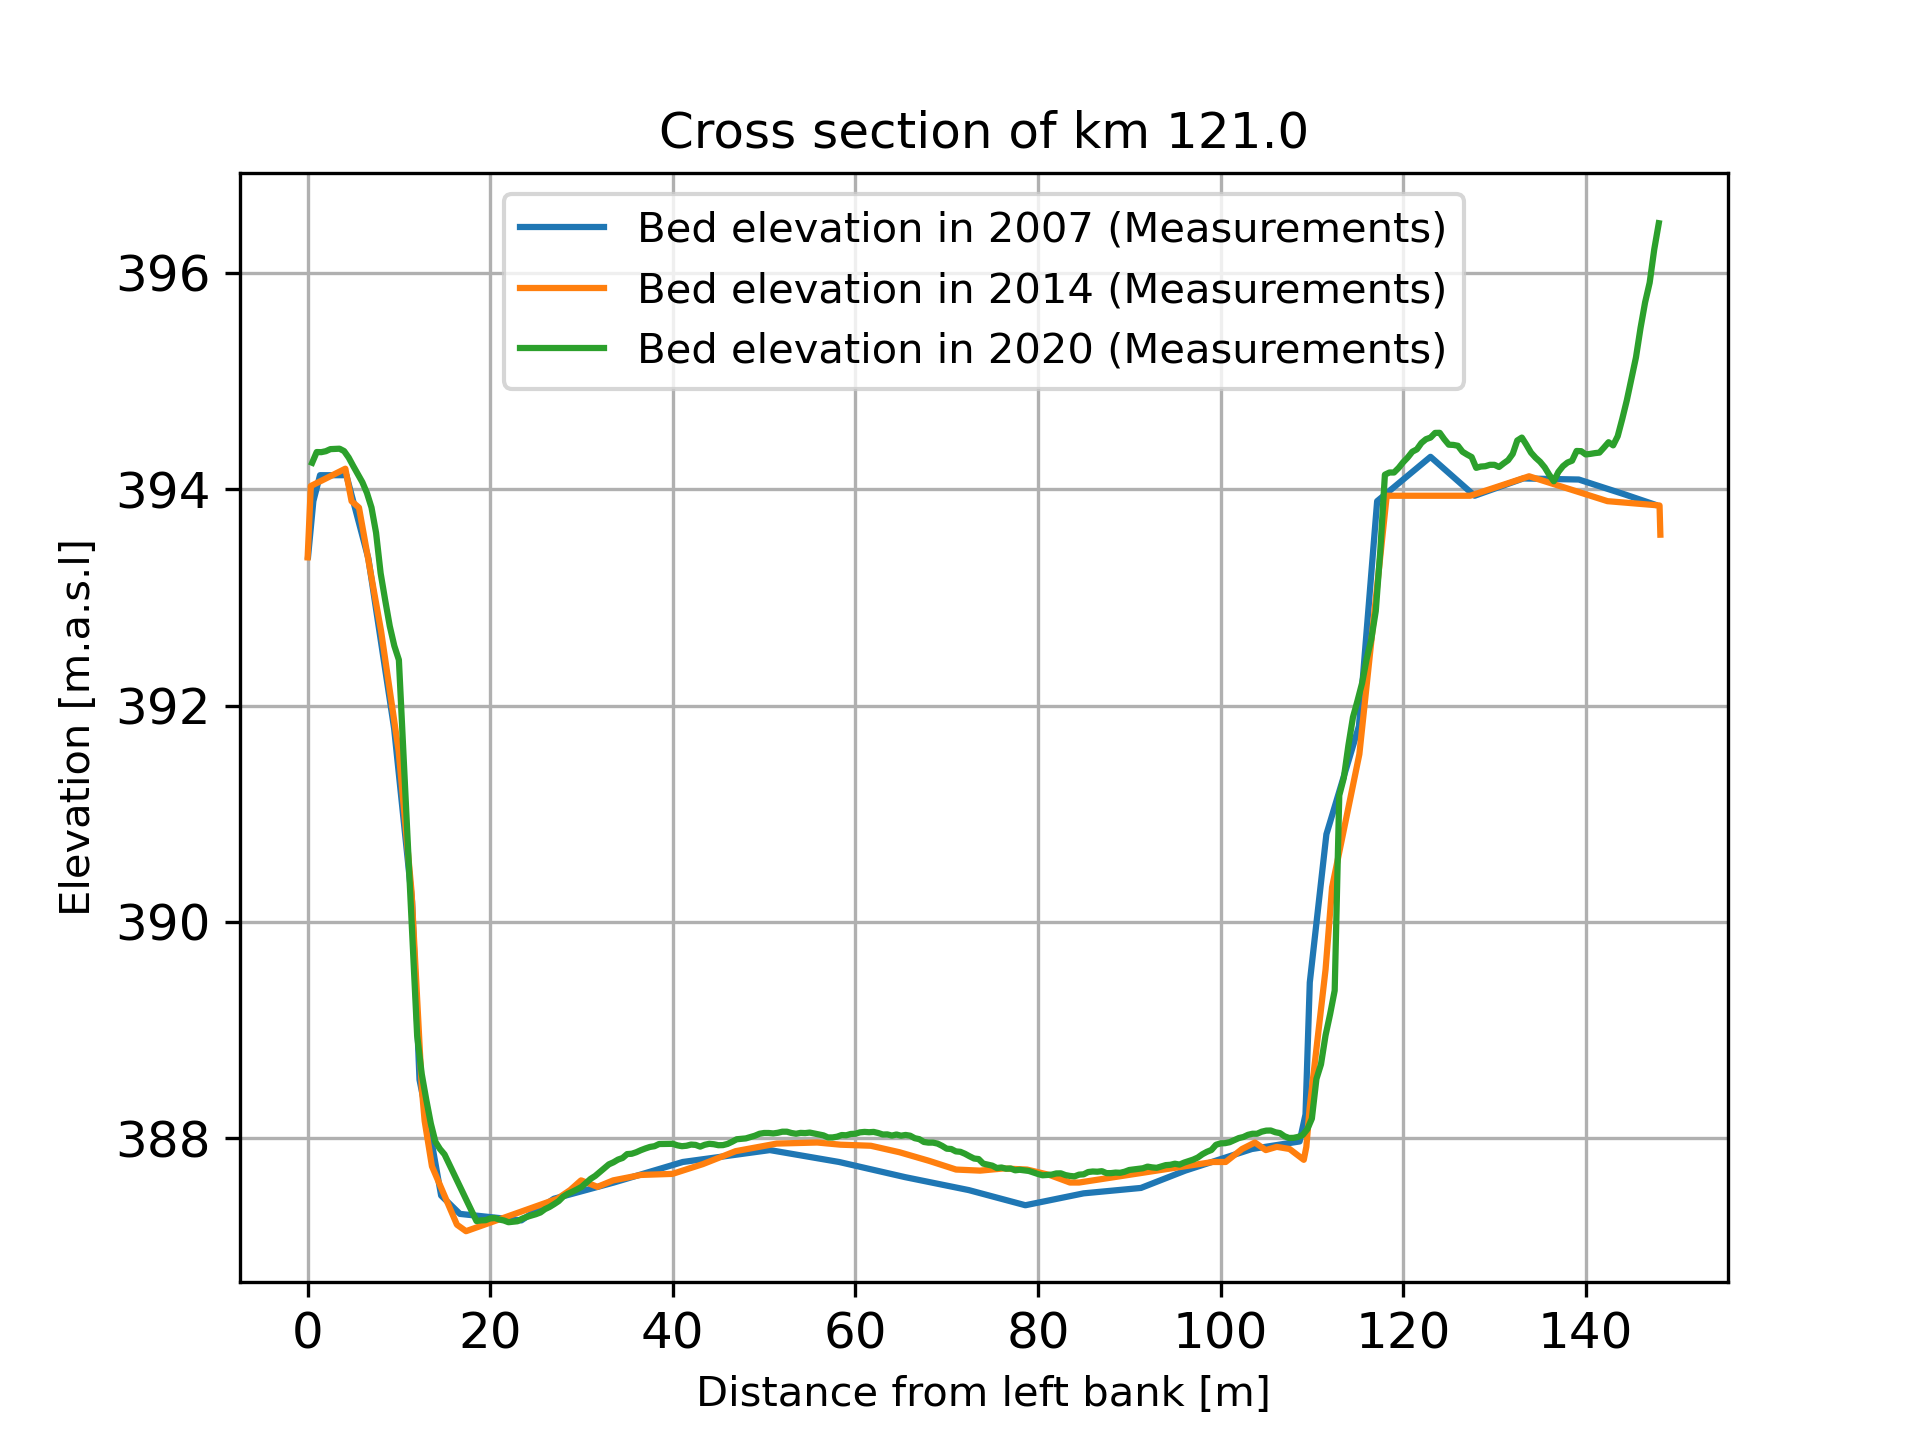 Cross section of km 121.0
Bed elevation in 2007 (Measurements)
Bed elevation in 2014 (Measurements)
Bed elevation in 2020 (Measurements)
Elevation [m.a.s.l]
396
394
392
390
388
0 20 40 60 80 100 120 140
Distance from left bank [m]